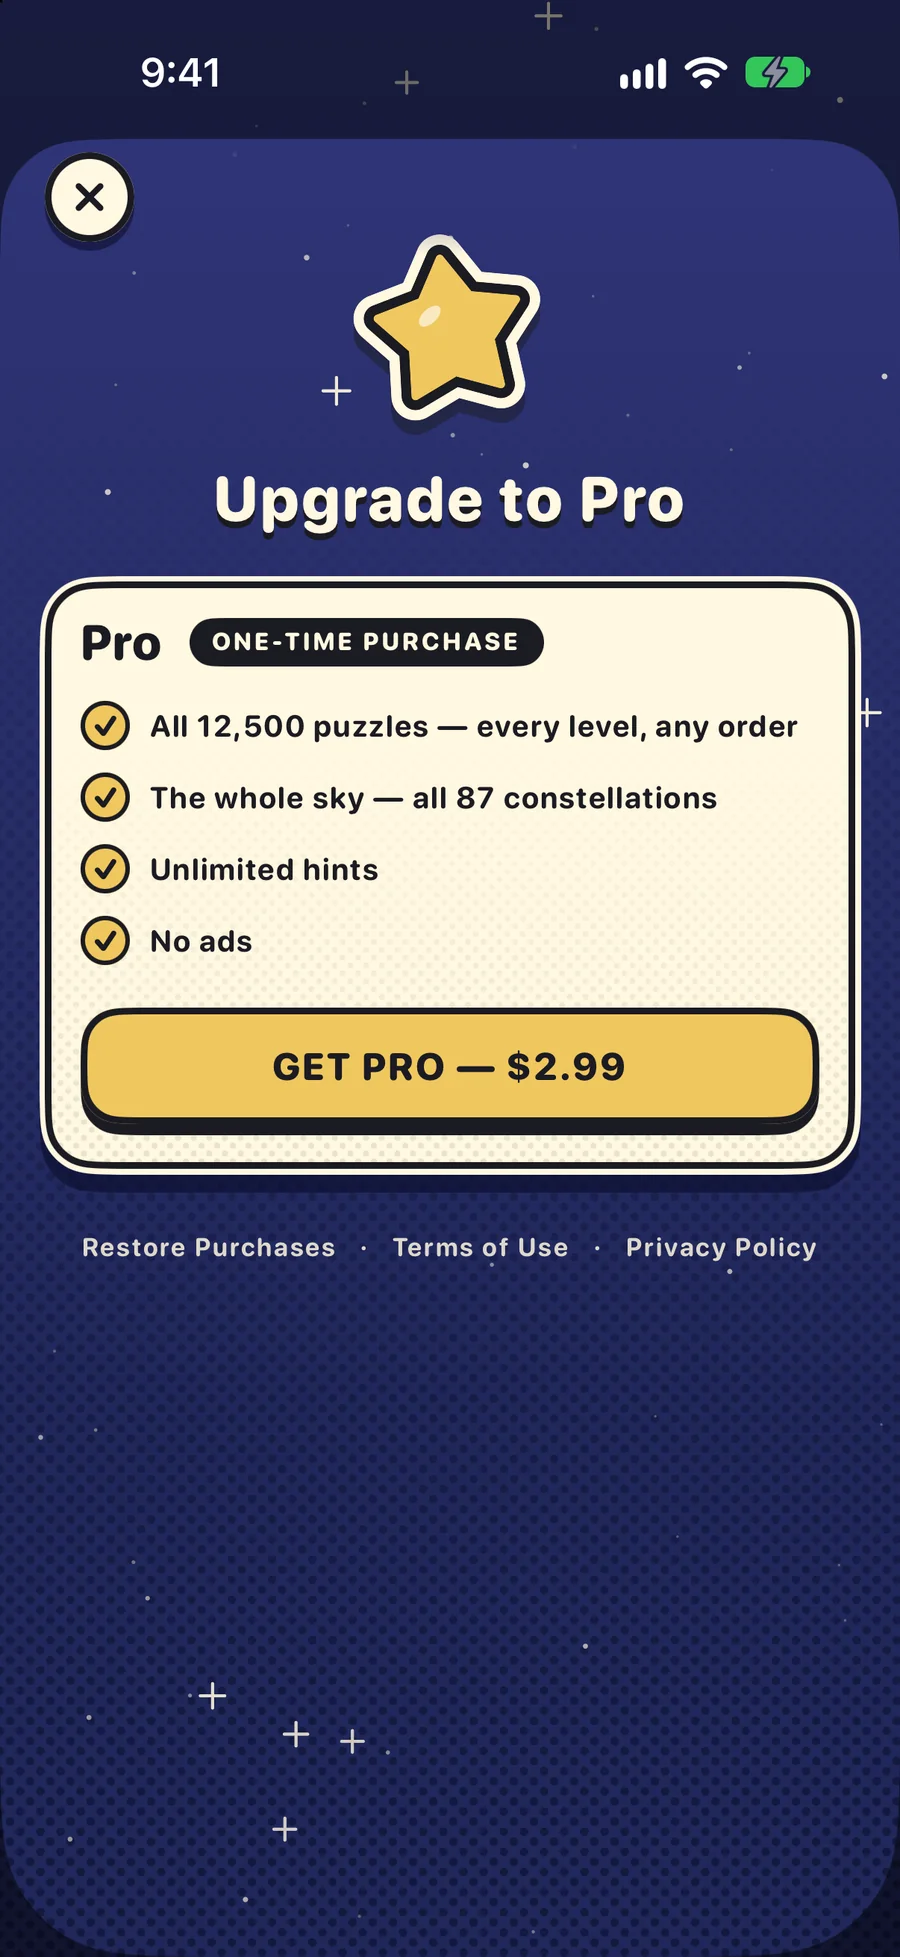 9:41
Upgrade to Pro
Pro ONE-TIME PURCHASE
All 12,500 puzzles — every level, any order
The whole sky — all 87 constellations
Unlimited hints
No ads
GET PRO — $2.99
Restore Purchases · Terms of Use · Privacy Policy